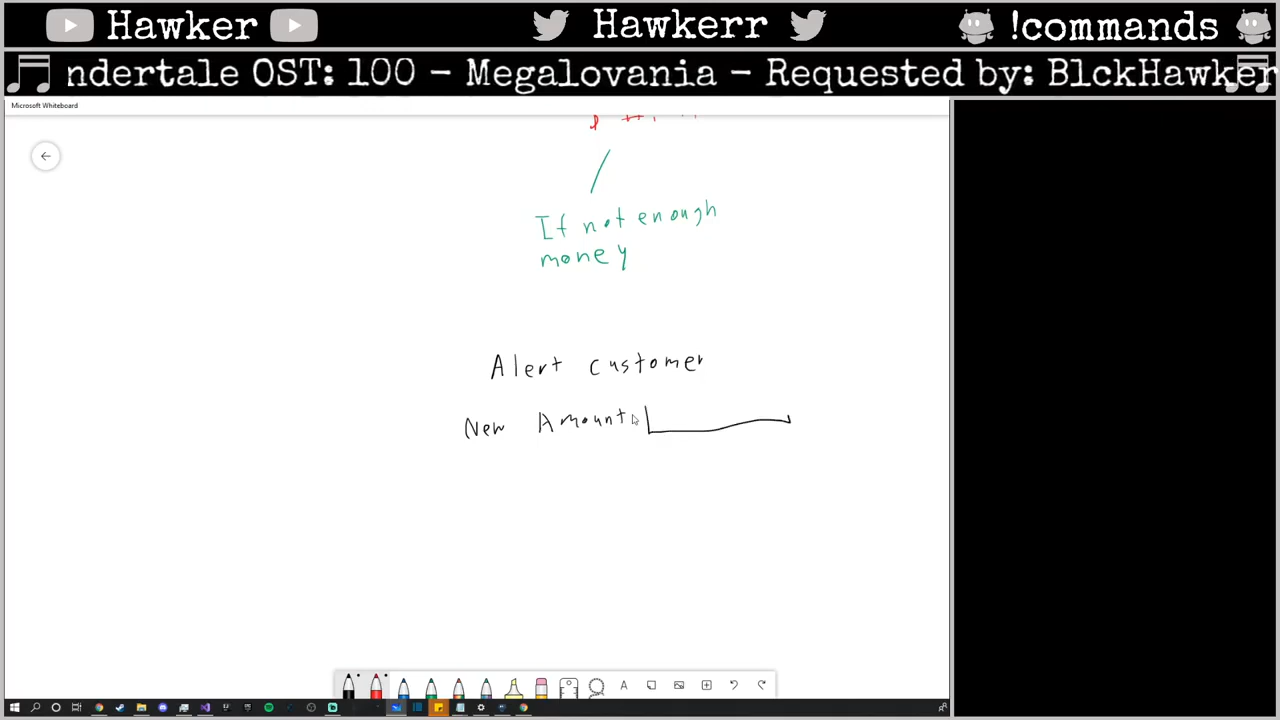 Hawker
Hawkerr
!commands
ndertale OST: 100 - Megalovania - Requested by: BlckHawker
Microsoft Whiteboard
If not enough
money
Alert customer
New Amount